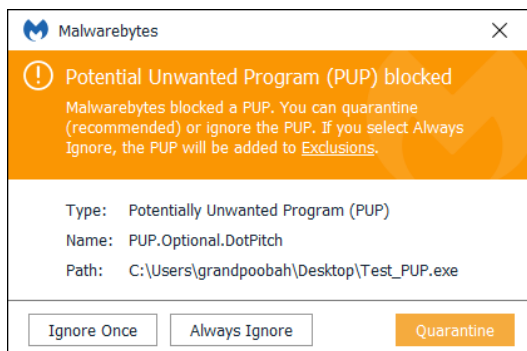 Malwarebytes
Potential Unwanted Program (PUP) blocked
Malwarebytes blocked a PUP. You can quarantine
(recommended) or ignore the PUP. If you select Always
Ignore, the PUP will be added to Exclusions.
Type: Potentially Unwanted Program (PUP)
Name: PUP.Optional.DotPitch
Path: C:\Users\grandpoobah\Desktop\Test_PUP.exe
Ignore Once Always Ignore Quarantine